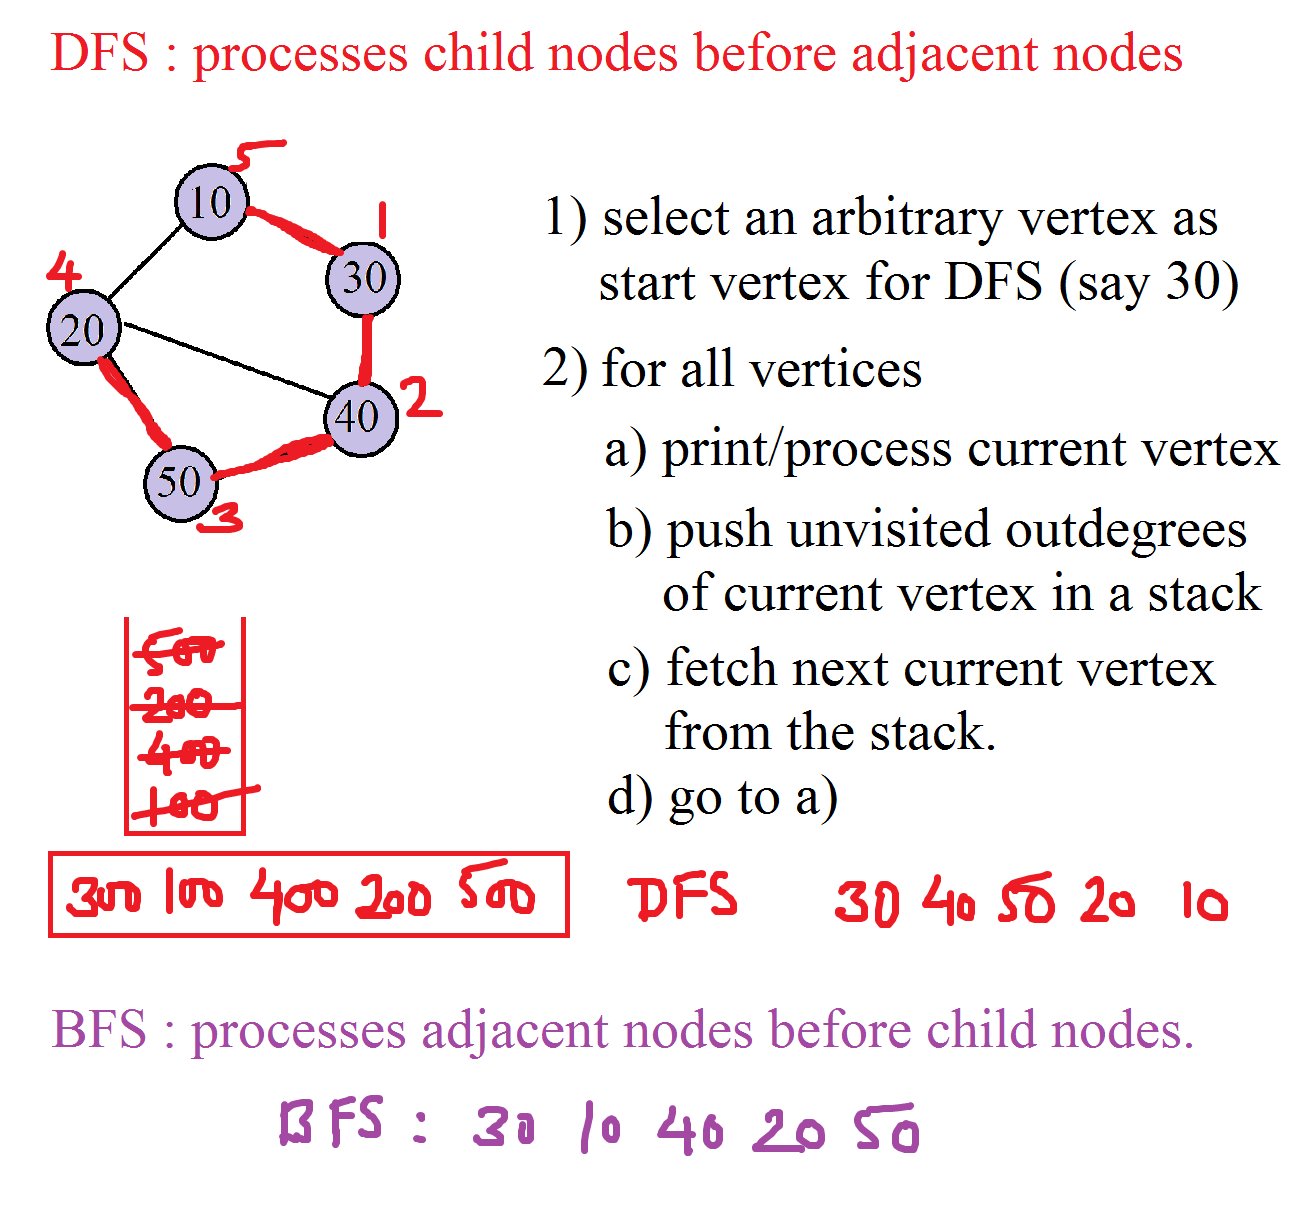 DFS : processes child nodes before adjacent nodes
5
10
1
30
4
20
2
40
50
3
1) select an arbitrary vertex as
start vertex for DFS (say 30)
2) for all vertices
a) print/process current vertex
b) push unvisited outdegrees
of current vertex in a stack
c) fetch next current vertex
from the stack.
d) go to a)
500
200
400
100
300 100 400 200 500
DFS 30 40 50 20 10
BFS : processes adjacent nodes before child nodes.
BFS : 30 10 40 20 50